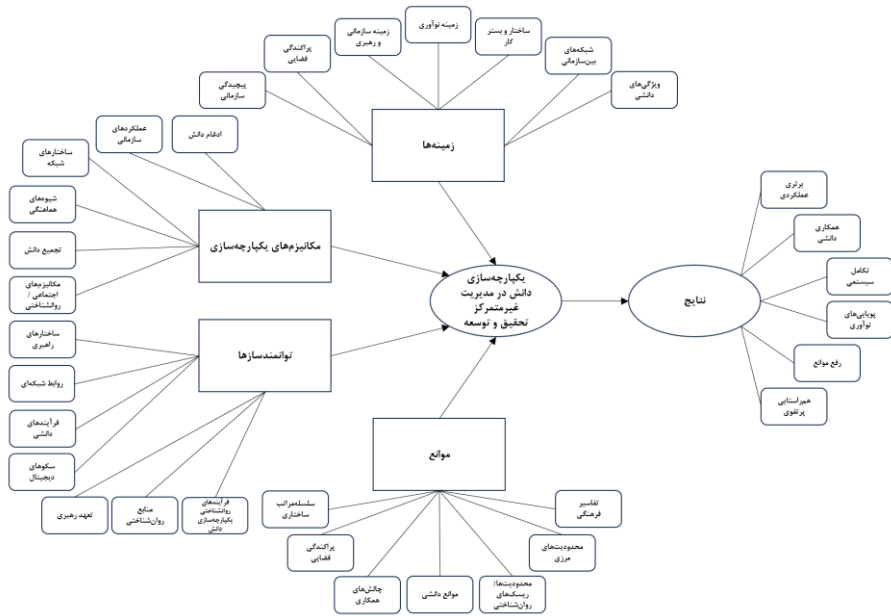 زمینه نوآوری
زمینه سازمانی
و رهبری
ساختار و بستر
کار
پراکندگی
فضایی
شبکه‌های
بین‌سازمانی
پیچیدگی
سازمانی
ویژگی‌های
دانشی
زمینه‌ها
عملکردهای
سازمانی
ادغام دانش
ساختارهای
شبکه
شیوه‌های
هماهنگی
تجمیع دانش
مکانیزم‌های
اجتماعی /
روانشناختی
مکانیزم‌های یکپارچه‌سازی
یکپارچه‌سازی
دانش در مدیریت
غیرمتمرکز
تحقیق و توسعه
نتایج
برتری
عملکردی
همکاری
دانشی
تکامل
سیستمی
پویایی‌های
نوآوری
رفع موانع
هم‌راستایی
پرتفوی
توانمندسازها
ساختارهای
راهبری
روابط شبکه‌ای
فرآیندهای
دانشی
سکوهای
دیجیتال
تعهد رهبری
منابع
روان‌شناختی
فرآیندهای
روانشناختی
یکپارچه‌سازی
دانش
موانع
سلسله‌مراتب
ساختاری
پراکندگی
فضایی
چالش‌های
همکاری
موانع دانشی
محدودیت‌ها/
ریسک‌های
روان‌شناختی
محدودیت‌های
مرزی
تفاسیر
فرهنگی